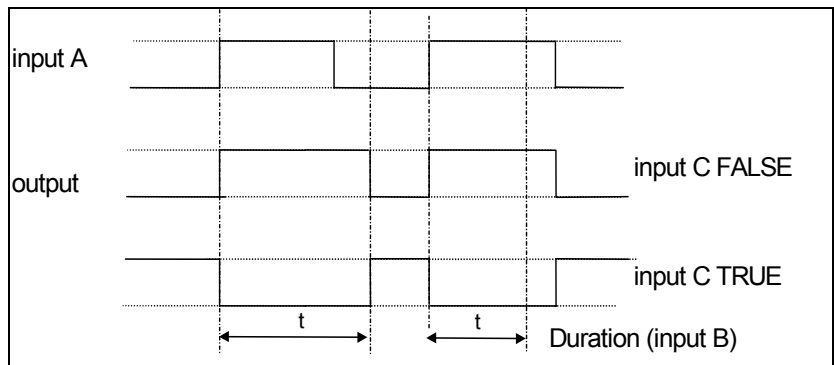 input A
output
input C FALSE
input C TRUE
t
t
Duration (input B)